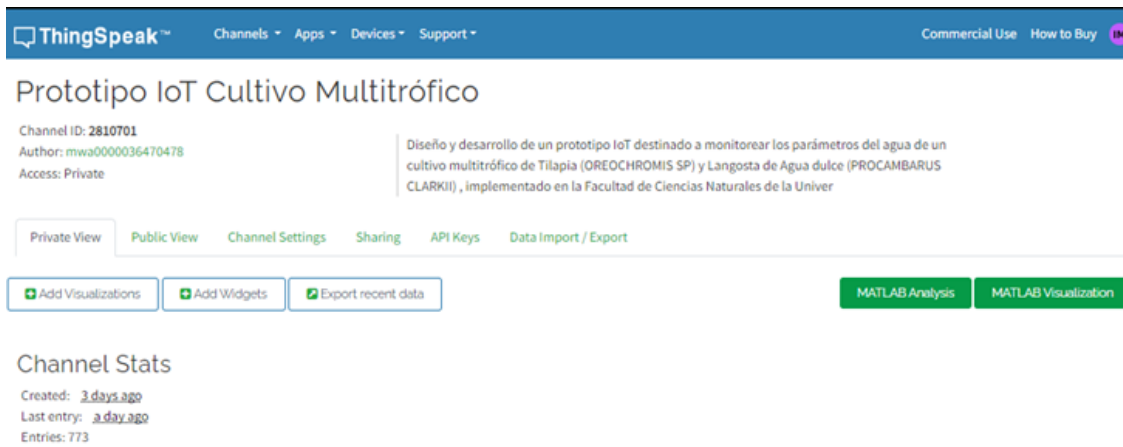 ThingSpeak™ Channels Apps Devices Support Commercial Use How to Buy IM
Prototipo IoT Cultivo Multitrófico
Channel ID: 2810701
Author: mwa0000036470478
Access: Private
Diseño y desarrollo de un prototipo IoT destinado a monitorear los parámetros del agua de un
cultivo multitrófico de Tilapia (OREOCHROMIS SP) y Langosta de Agua dulce (PROCAMBARUS
CLARKII) , implementado en la Facultad de Ciencias Naturales de la Univer
Private View Public View Channel Settings Sharing API Keys Data Import / Export
Add Visualizations Add Widgets Export recent data MATLAB Analysis MATLAB Visualization
Channel Stats
Created: 3 days ago
Last entry: a day ago
Entries: 773